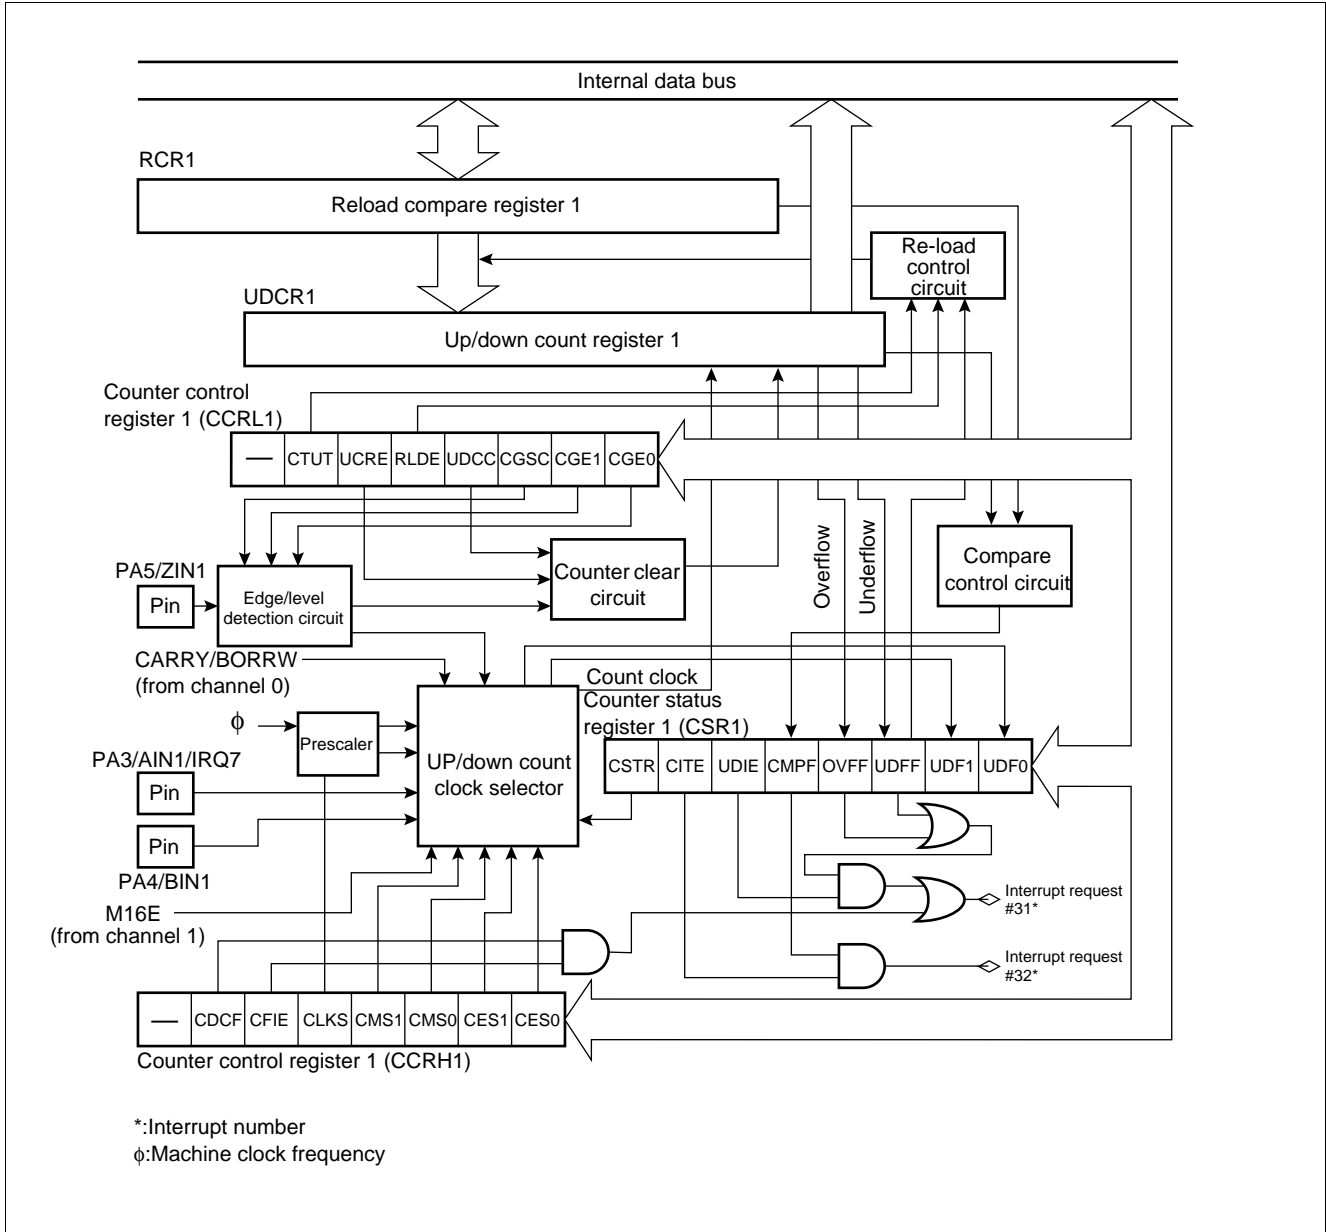 Internal data bus
RCR1
Reload compare register 1
Re-load
control
circuit
UDCR1
Up/down count register 1
Counter control
register 1 (CCRL1)
— CTUT UCRE RLDE UDCC CGSC CGE1 CGE0
Overflow
Underflow
Compare
control circuit
PA5/ZIN1
Pin
Edge/level
detection circuit
Counter clear
circuit
CARRY/BORRW
(from channel 0)
Count clock
Counter status
register 1 (CSR1)
ϕ
Prescaler
UP/down count
clock selector
CSTR CITE UDIE CMPF OVFF UDFF UDF1 UDF0
PA3/AIN1/IRQ7
Pin
Pin
PA4/BIN1
M16E
(from channel 1)
Interrupt request
#31*
Interrupt request
#32*
— CDCF CFIE CLKS CMS1 CMS0 CES1 CES0
Counter control register 1 (CCRH1)
*:Interrupt number
ϕ:Machine clock frequency